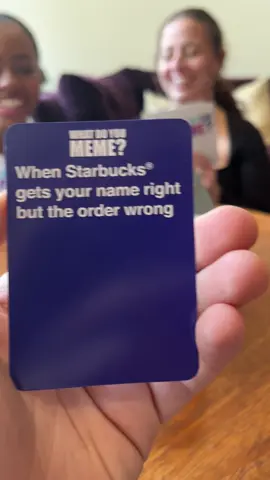 WHAT DO YOU
MEME?
When Starbucks®
gets your name right
but the order wrong